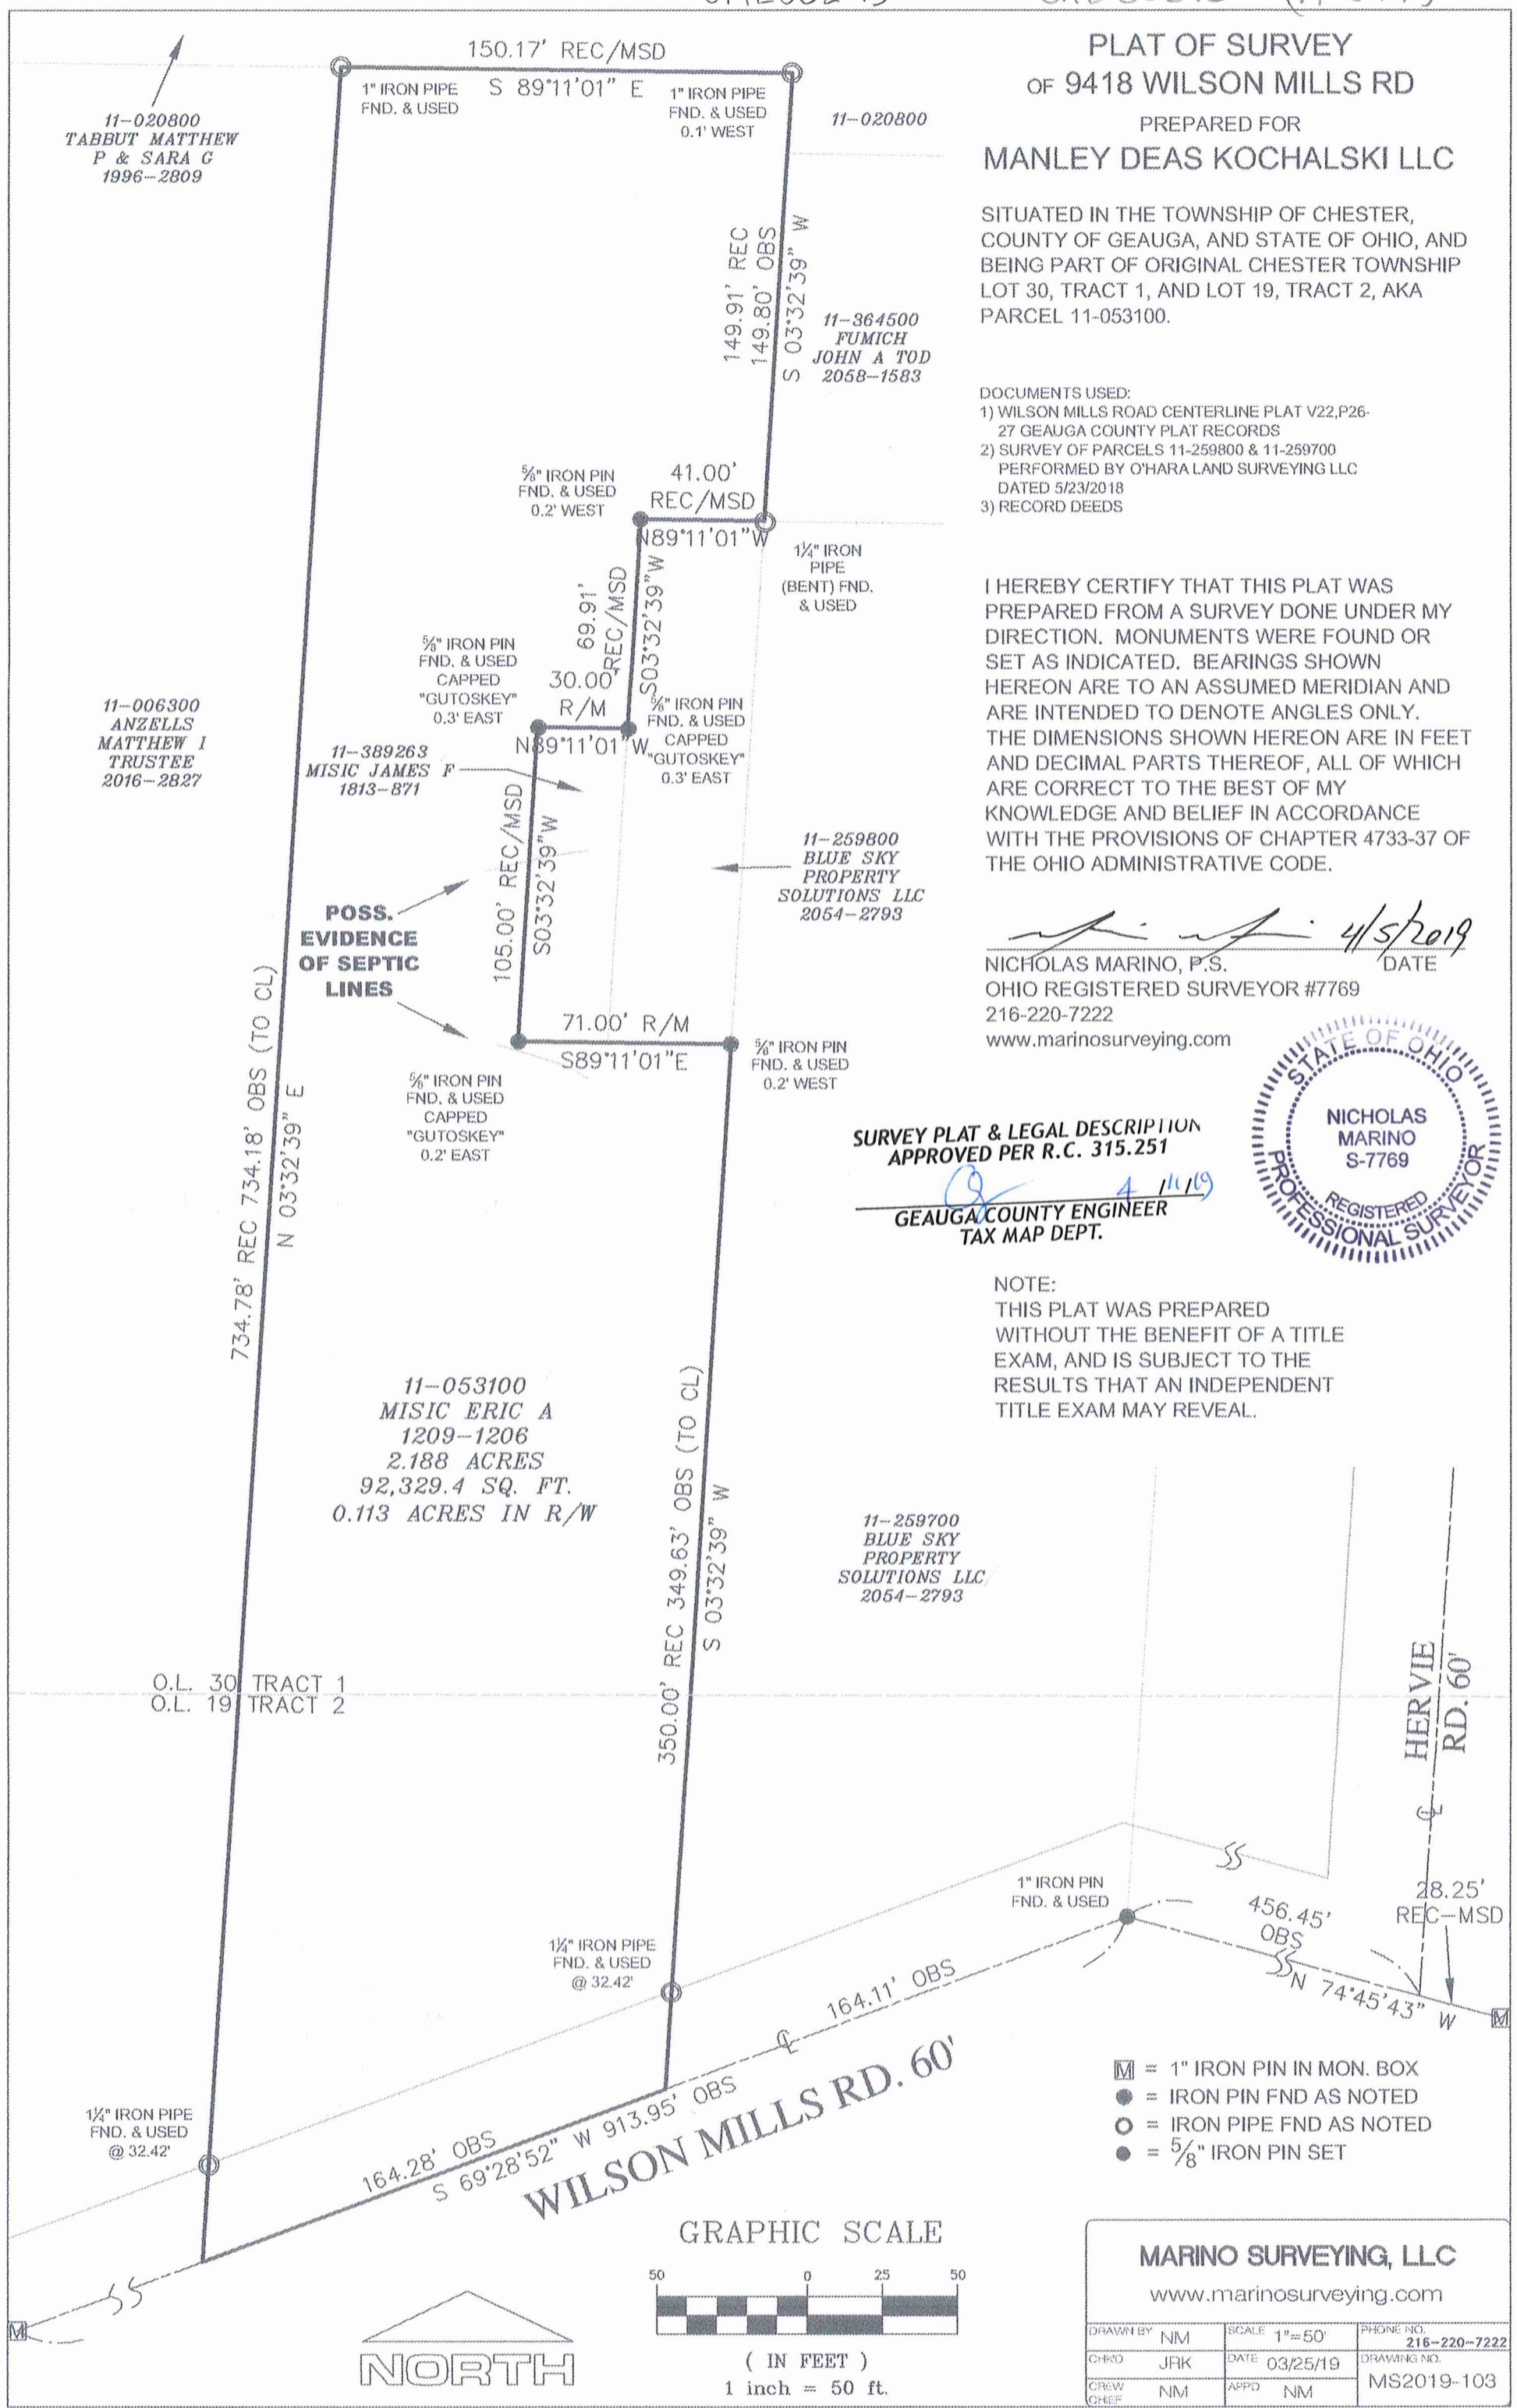 PLAT OF SURVEY
OF 9418 WILSON MILLS RD
PREPARED FOR
MANLEY DEAS KOCHALSKI LLC
SITUATED IN THE TOWNSHIP OF CHESTER,
COUNTY OF GEAUGA, AND STATE OF OHIO, AND
BEING PART OF ORIGINAL CHESTER TOWNSHIP
LOT 30, TRACT 1, AND LOT 19, TRACT 2, AKA
PARCEL 11-053100.
DOCUMENTS USED:
1) WILSON MILLS ROAD CENTERLINE PLAT V22,P26-
27 GEAUGA COUNTY PLAT RECORDS
2) SURVEY OF PARCELS 11-259800 & 11-259700
PERFORMED BY O'HARA LAND SURVEYING LLC
DATED 5/23/2018
3) RECORD DEEDS
I HEREBY CERTIFY THAT THIS PLAT WAS
PREPARED FROM A SURVEY DONE UNDER MY
DIRECTION. MONUMENTS WERE FOUND OR
SET AS INDICATED. BEARINGS SHOWN
HEREON ARE TO AN ASSUMED MERIDIAN AND
ARE INTENDED TO DENOTE ANGLES ONLY.
THE DIMENSIONS SHOWN HEREON ARE IN FEET
AND DECIMAL PARTS THEREOF, ALL OF WHICH
ARE CORRECT TO THE BEST OF MY
KNOWLEDGE AND BELIEF IN ACCORDANCE
WITH THE PROVISIONS OF CHAPTER 4733-37 OF
THE OHIO ADMINISTRATIVE CODE.
4/5/2019
NICHOLAS MARINO, P.S. DATE
OHIO REGISTERED SURVEYOR #7769
216-220-7222
www.marinosurveying.com
STATE OF OHIO
NICHOLAS
MARINO
S-7769
REGISTERED
PROFESSIONAL SURVEYOR
SURVEY PLAT & LEGAL DESCRIPTION
APPROVED PER R.C. 315.251
4 /11/19
GEAUGA COUNTY ENGINEER
TAX MAP DEPT.
NOTE:
THIS PLAT WAS PREPARED
WITHOUT THE BENEFIT OF A TITLE
EXAM, AND IS SUBJECT TO THE
RESULTS THAT AN INDEPENDENT
TITLE EXAM MAY REVEAL.
150.17' REC/MSD
S 89°11'01" E
1" IRON PIPE
FND. & USED
1" IRON PIPE
FND. & USED
0.1' WEST
11-020800
TABBUT MATTHEW
P & SARA G
1996-2809
11-020800
149.91' REC
149.80' OBS
S 03°32'39" W
11-364500
FUMICH
JOHN A TOD
2058-1583
5/8" IRON PIN
FND. & USED
0.2' WEST
41.00'
REC/MSD
N89°11'01"W
1¼" IRON
PIPE
(BENT) FND.
& USED
69.91'
REC/MSD
S03°32'39"W
5/8" IRON PIN
FND. & USED
CAPPED
"GUTOSKEY"
0.3' EAST
30.00'
R/M
N89°11'01"W
5/8" IRON PIN
FND. & USED
CAPPED
"GUTOSKEY"
0.3' EAST
11-006300
ANZELLS
MATTHEW I
TRUSTEE
2016-2827
11-389263
MISIC JAMES F
1813-871
105.00' REC/MSD
S03°32'39"W
11-259800
BLUE SKY
PROPERTY
SOLUTIONS LLC
2054-2793
POSS.
EVIDENCE
OF SEPTIC
LINES
71.00' R/M
S89°11'01"E
5/8" IRON PIN
FND. & USED
0.2' WEST
5/8" IRON PIN
FND. & USED
CAPPED
"GUTOSKEY"
0.2' EAST
734.78' REC 734.18' OBS (TO CL)
N 03°32'39" E
11-053100
MISIC ERIC A
1209-1206
2.188 ACRES
92,329.4 SQ. FT.
0.113 ACRES IN R/W
350.00' REC 349.63' OBS (TO CL)
S 03°32'39" W
11-259700
BLUE SKY
PROPERTY
SOLUTIONS LLC
2054-2793
O.L. 30 TRACT 1
O.L. 19 TRACT 2
HERVIE
RD. 60'
℄
1" IRON PIN
FND. & USED
456.45'
OBS
28.25'
REC-MSD
N 74°45'43" W
1¼" IRON PIPE
FND. & USED
@ 32.42'
164.11' OBS
℄
1¼" IRON PIPE
FND. & USED
@ 32.42'
164.28' OBS
S 69°28'52" W 913.95' OBS
WILSON MILLS RD. 60'
M
M
M = 1" IRON PIN IN MON. BOX
= IRON PIN FND AS NOTED
= IRON PIPE FND AS NOTED
= 5/8" IRON PIN SET
GRAPHIC SCALE
50 0 25 50
( IN FEET )
1 inch = 50 ft.
NORTH
MARINO SURVEYING, LLC
www.marinosurveying.com
DRAWN BY NM SCALE 1"=50' PHONE NO. 216-220-7222
CHK'D JRK DATE 03/25/19 DRAWING NO. MS2019-103
CREW CHIEF NM APPD NM